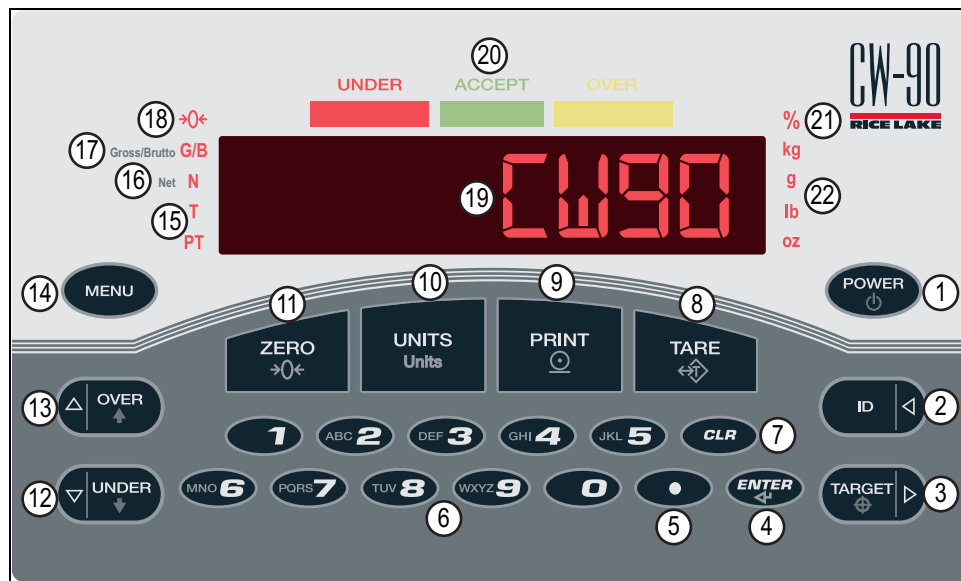 20
UNDER ACCEPT OVER
CW-90
RICE LAKE
18 →0← % 21
17 Gross/Brutto G/B kg
16 Net N g 22
15 T 19 CW90 lb
PT oz
14 MENU 11 10 9 8 POWER 1
ZERO →0← UNITS Units PRINT TARE ↔T
13 OVER ID 2
1 ABC 2 DEF 3 GHI 4 JKL 5 CLR 7
12 UNDER MNO 6 PQRS 7 TUV 8 WXYZ 9 0 . ENTER TARGET 3
6 5 4